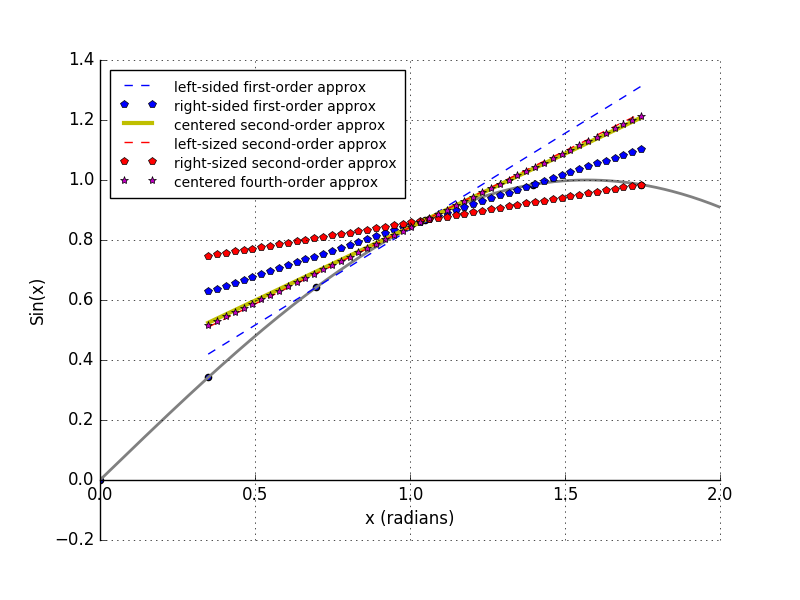 1.4
left-sided first-order approx
right-sided first-order approx
centered second-order approx
left-sized second-order approx
right-sized second-order approx
centered fourth-order approx
1.2
1.0
0.8
0.6
0.4
0.2
0.0
−0.2
Sin(x)
0.0 0.5 1.0 1.5 2.0
x (radians)